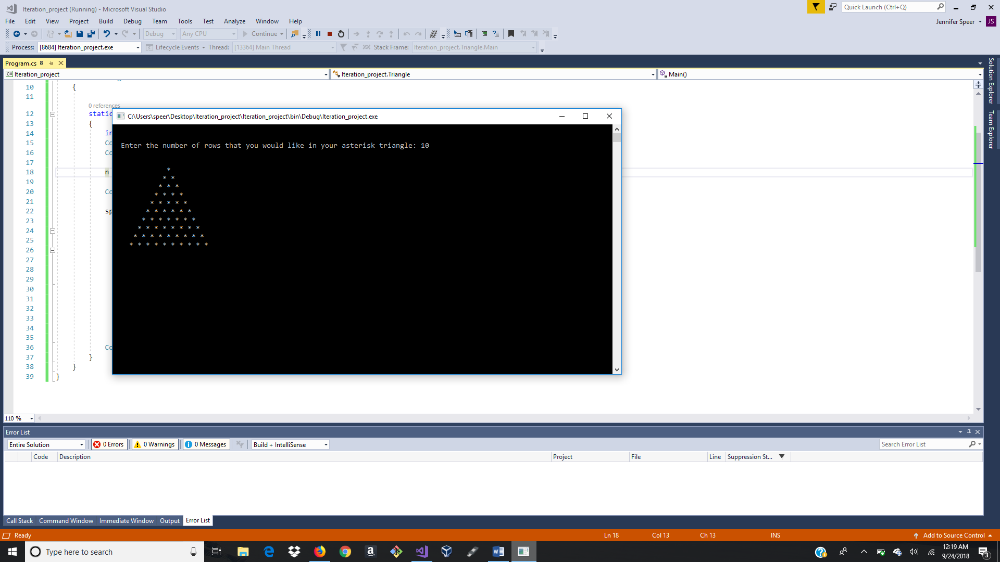 Iteration_project (Running) - Microsoft Visual Studio
Quick Launch (Ctrl+Q)
File Edit View Project Build Debug Team Tools Test Analyze Window Help
Jennifer Speer JS
Debug Any CPU Continue
Process: [8684] Iteration_project.exe Lifecycle Events Thread: [13364] Main Thread Stack Frame: Iteration_project.Triangle.Main
Program.cs
C# Iteration_project Iteration_project.Triangle Main()
Solution Explorer
Team Explorer
10 {
11
0 references
12 static
13 {
14 in
15 Co
16 Co
17
18 n
19
20 Co
21
22 sp
23
24
25
26
27
28
29
30
31
32
33
34
35
36 Co
37 }
38 }
39 }
C:\Users\speer\Desktop\Iteration_project\Iteration_project\bin\Debug\Iteration_project.exe
Enter the number of rows that you would like in your asterisk triangle: 10
*
* *
* * *
* * * *
* * * * *
* * * * * *
* * * * * * *
* * * * * * * *
* * * * * * * * *
* * * * * * * * * *
110 %
Error List
Entire Solution 0 Errors 0 Warnings 0 Messages Build + IntelliSense Search Error List
Code Description Project File Line Suppression St...
Call Stack Command Window Immediate Window Output Error List
Ready Ln 18 Col 13 Ch 13 INS Add to Source Control
Type here to search
12:19 AM
9/24/2018
3